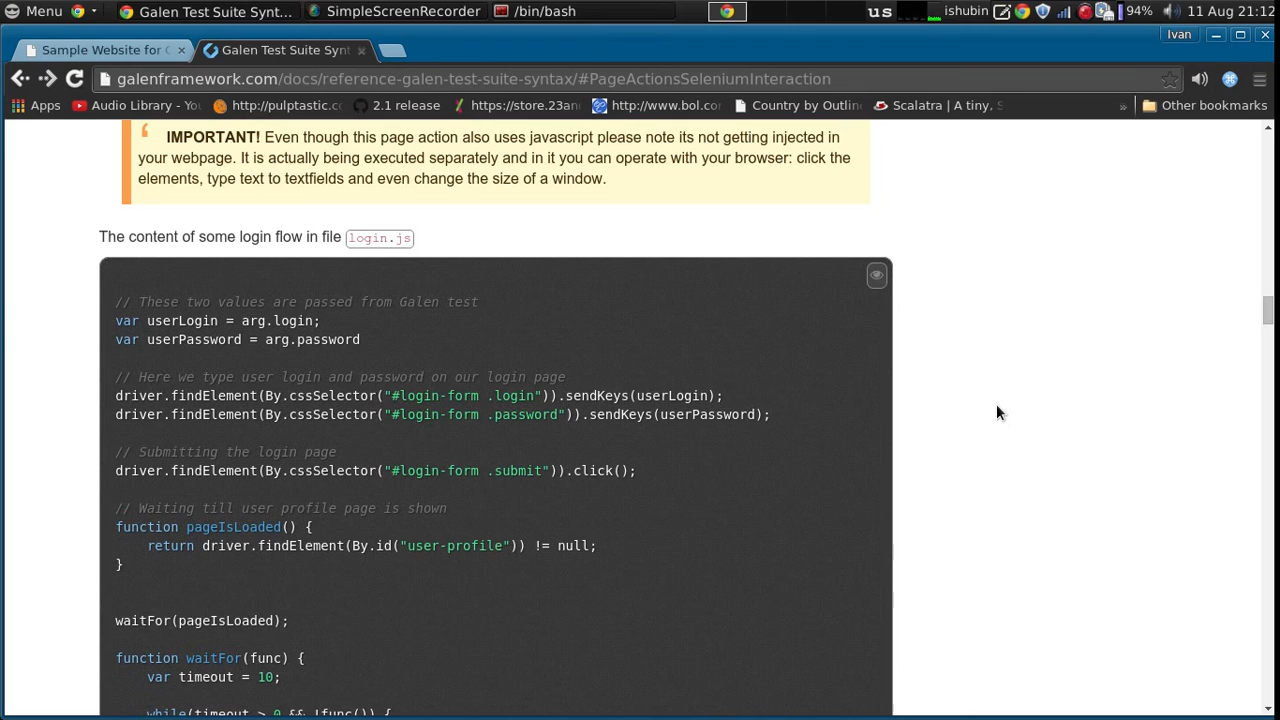 Menu
Galen Test Suite Synt...
SimpleScreenRecorder
/bin/bash
us
ishubin
94%
11 Aug 21:12
Sample Website for G
Galen Test Suite Synt
Ivan
galenframework.com/docs/reference-galen-test-suite-syntax/#PageActionsSeleniumInteraction
Apps
Audio Library - You
http://pulptastic.co
2.1 release
https://store.23and
http://www.bol.con
Country by Outline
Scalatra | A tiny, S
»
Other bookmarks
IMPORTANT! Even though this page action also uses javascript please note its not getting injected in
your webpage. It is actually being executed separately and in it you can operate with your browser: click the
elements, type text to textfields and even change the size of a window.
The content of some login flow in file login.js
// These two values are passed from Galen test
var userLogin = arg.login;
var userPassword = arg.password
// Here we type user login and password on our login page
driver.findElement(By.cssSelector("#login-form .login")).sendKeys(userLogin);
driver.findElement(By.cssSelector("#login-form .password")).sendKeys(userPassword);
// Submitting the login page
driver.findElement(By.cssSelector("#login-form .submit")).click();
// Waiting till user profile page is shown
function pageIsLoaded() {
    return driver.findElement(By.id("user-profile")) != null;
}
waitFor(pageIsLoaded);
function waitFor(func) {
    var timeout = 10;
    while(timeout > 0 && !func()) {